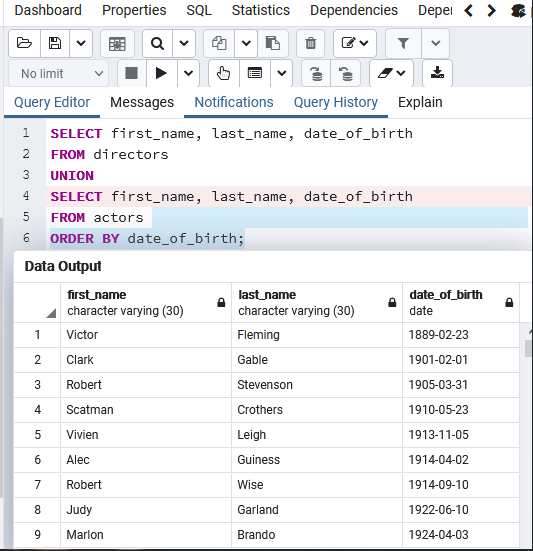 Dashboard Properties SQL Statistics Dependencies Deper
No limit
Query Editor Messages Notifications Query History Explain
1 SELECT first_name, last_name, date_of_birth
2 FROM directors
3 UNION
4 SELECT first_name, last_name, date_of_birth
5 FROM actors
6 ORDER BY date_of_birth;
Data Output
first_name last_name date_of_birth
character varying (30) character varying (30) date
1 Victor Fleming 1889-02-23
2 Clark Gable 1901-02-01
3 Robert Stevenson 1905-03-31
4 Scatman Crothers 1910-05-23
5 Vivien Leigh 1913-11-05
6 Alec Guiness 1914-04-02
7 Robert Wise 1914-09-10
8 Judy Garland 1922-06-10
9 Marlon Brando 1924-04-03